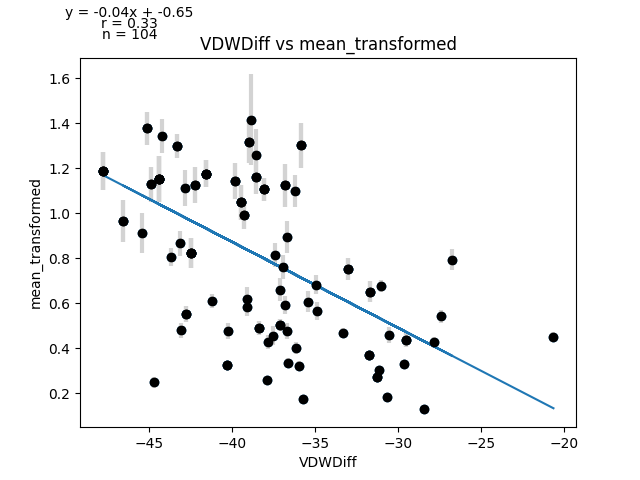 y = -0.04x + -0.65
r = 0.33
n = 104
VDWDiff vs mean_transformed
1.6
1.4
1.2
1.0
0.8
0.6
0.4
0.2
mean_transformed
−45
−40
−35
−30
−25
−20
VDWDiff